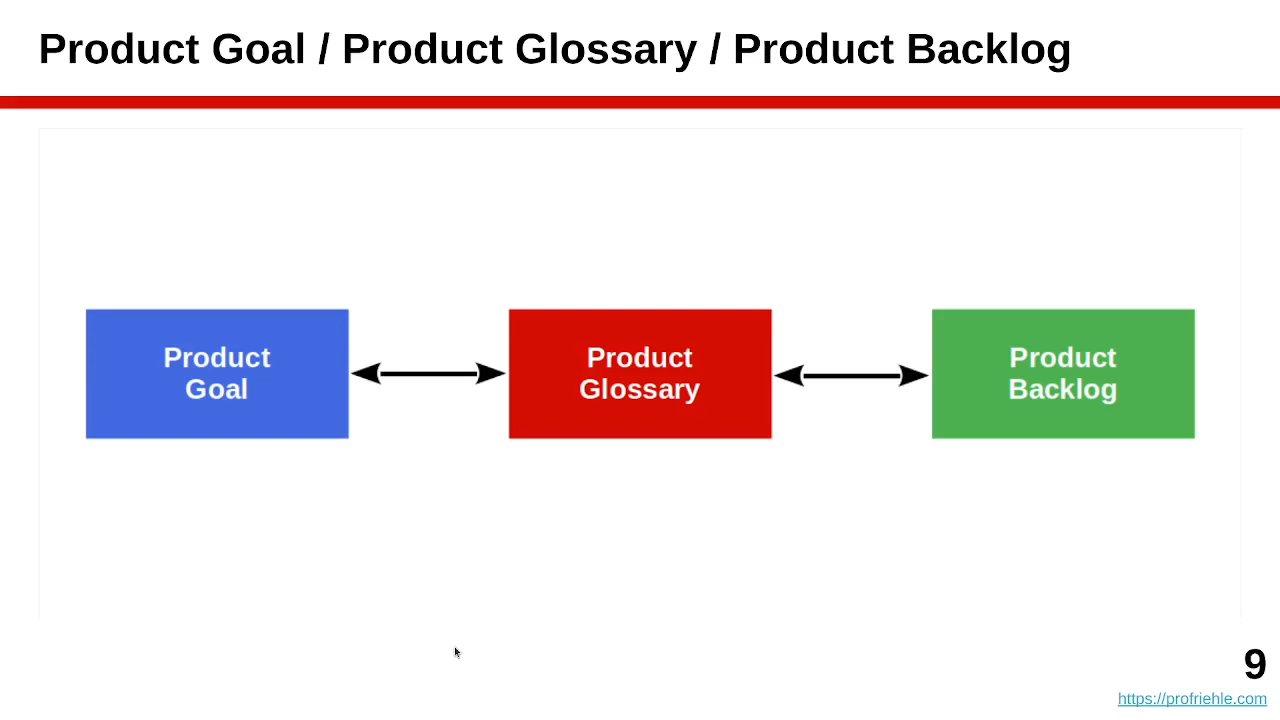 Product Goal / Product Glossary / Product Backlog
Product
Goal
Product
Glossary
Product
Backlog
9
https://profriehle.com